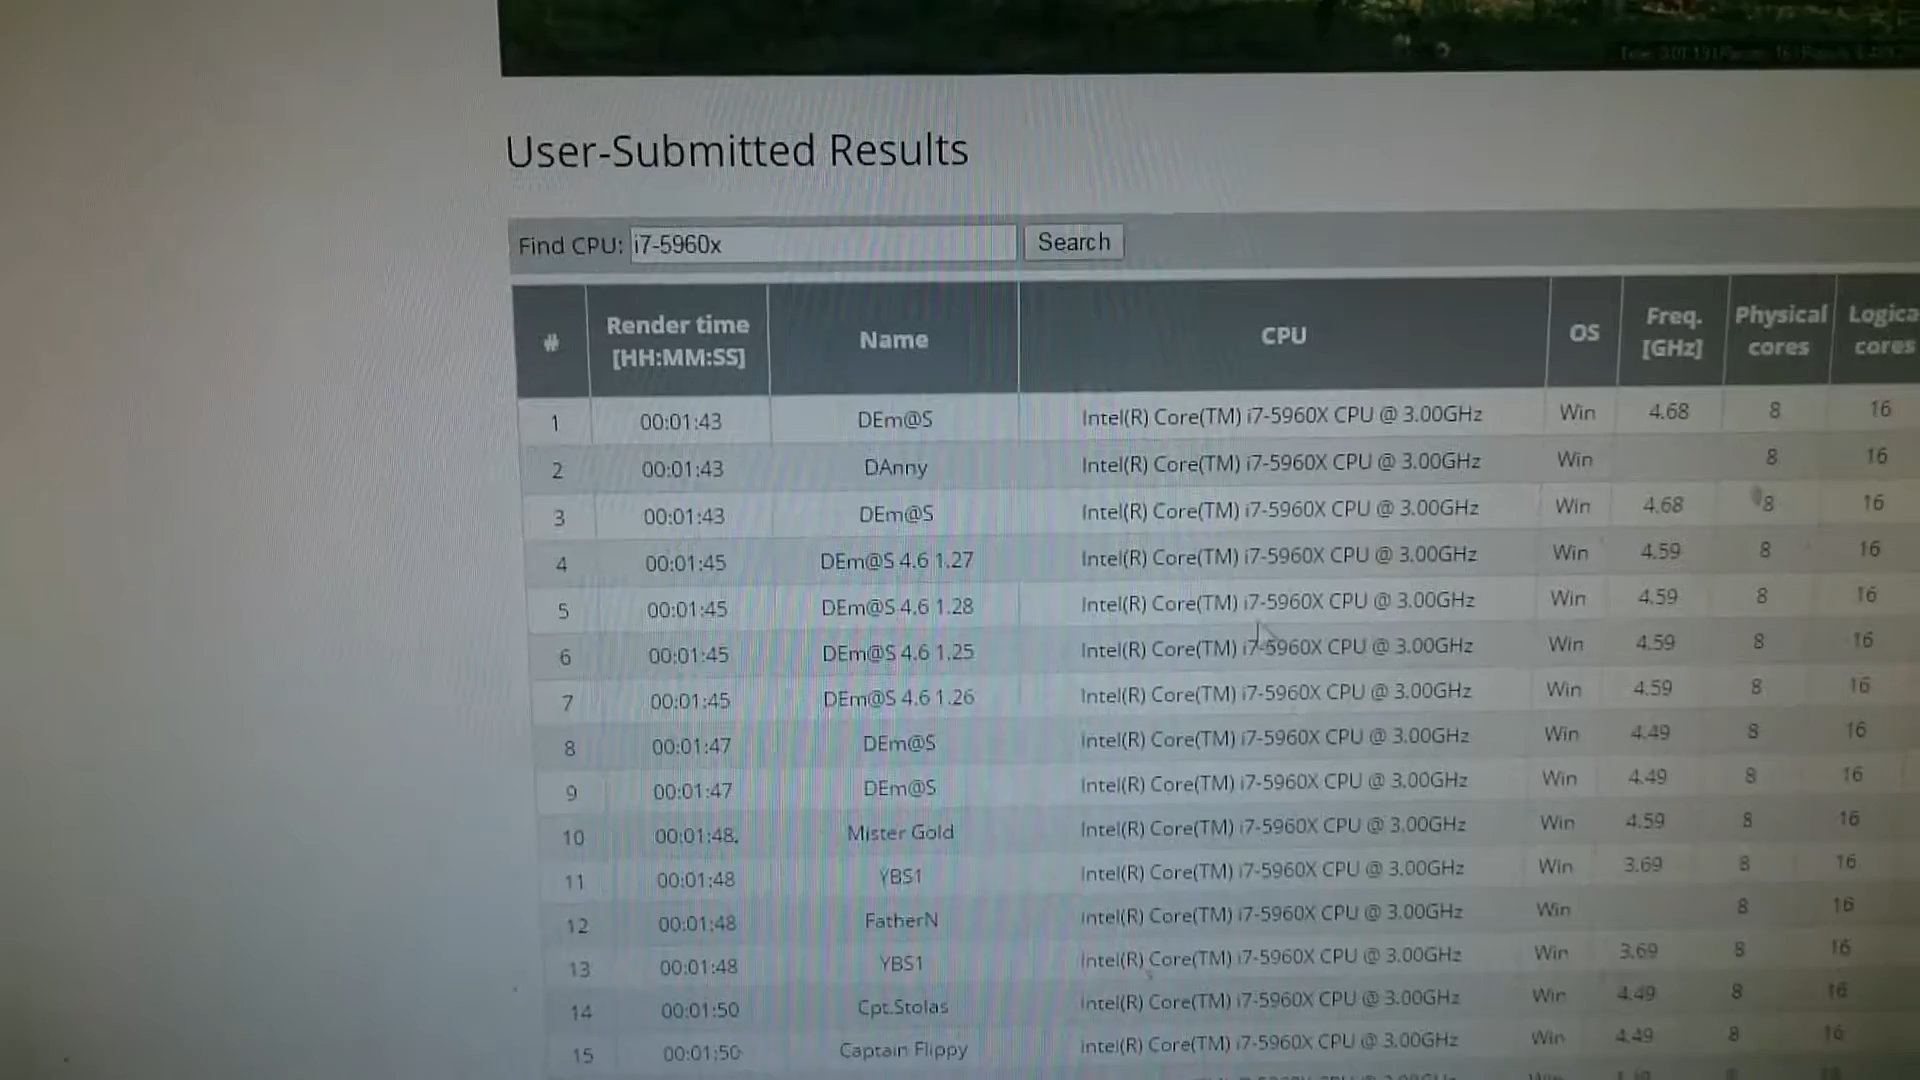 User-Submitted Results
Find CPU: i7-5960x Search
# Render time [HH:MM:SS] Name CPU OS Freq. [GHz] Physical cores Logica cores
1 00:01:43 DEm@S Intel(R) Core(TM) i7-5960X CPU @ 3.00GHz Win 4.68 8 16
2 00:01:43 DAnny Intel(R) Core(TM) i7-5960X CPU @ 3.00GHz Win 8 16
3 00:01:43 DEm@S Intel(R) Core(TM) i7-5960X CPU @ 3.00GHz Win 4.68 8 16
4 00:01:45 DEm@S 4.6 1.27 Intel(R) Core(TM) i7-5960X CPU @ 3.00GHz Win 4.59 8 16
5 00:01:45 DEm@S 4.6 1.28 Intel(R) Core(TM) i7-5960X CPU @ 3.00GHz Win 4.59 8 16
6 00:01:45 DEm@S 4.6 1.25 Intel(R) Core(TM) i7-5960X CPU @ 3.00GHz Win 4.59 8 16
7 00:01:45 DEm@S 4.6 1.26 Intel(R) Core(TM) i7-5960X CPU @ 3.00GHz Win 4.59 8 16
8 00:01:47 DEm@S Intel(R) Core(TM) i7-5960X CPU @ 3.00GHz Win 4.49 8 16
9 00:01:47 DEm@S Intel(R) Core(TM) i7-5960X CPU @ 3.00GHz Win 4.49 8 16
10 00:01:48 Mister Gold Intel(R) Core(TM) i7-5960X CPU @ 3.00GHz Win 4.59 8 16
11 00:01:48 YBS1 Intel(R) Core(TM) i7-5960X CPU @ 3.00GHz Win 3.69 8 16
12 00:01:48 FatherN Intel(R) Core(TM) i7-5960X CPU @ 3.00GHz Win 8 16
13 00:01:48 YBS1 Intel(R) Core(TM) i7-5960X CPU @ 3.00GHz Win 3.69 8 16
14 00:01:50 Cpt.Stolas Intel(R) Core(TM) i7-5960X CPU @ 3.00GHz Win 4.49 8 16
15 00:01:50 Captain Flippy Intel(R) Core(TM) i7-5960X CPU @ 3.00GHz Win 4.49 8 16